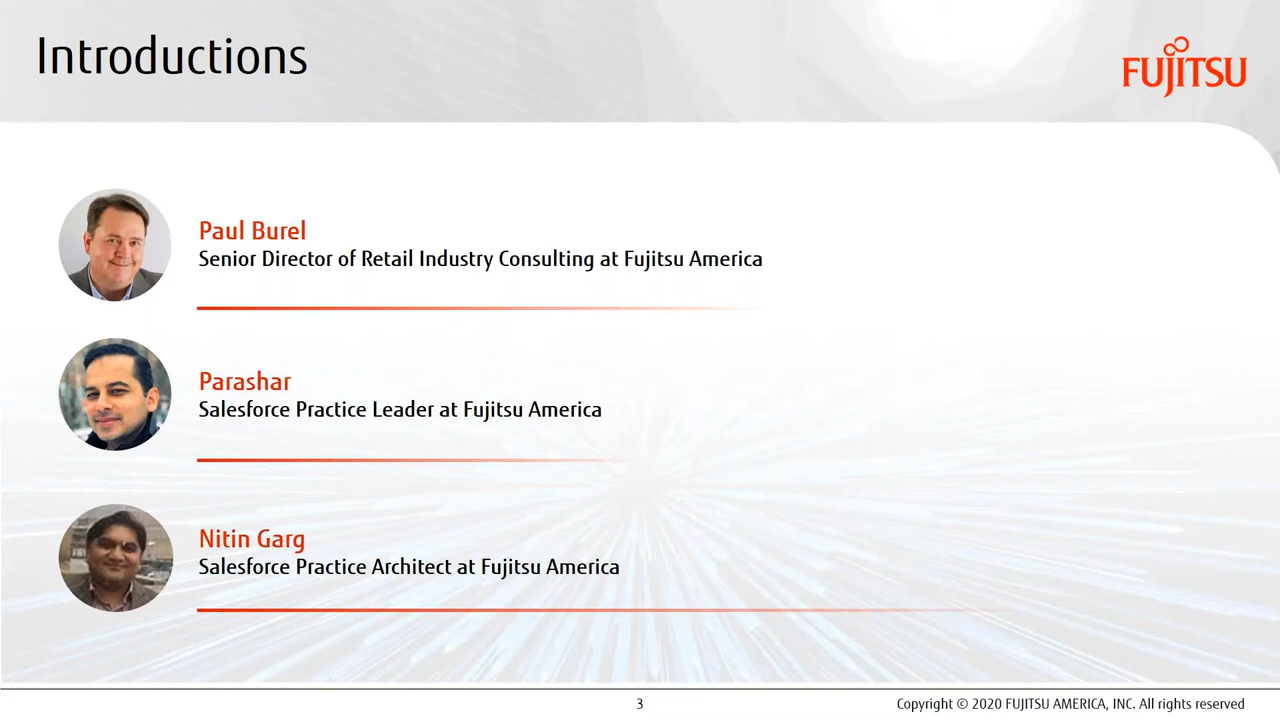 Introductions
FUJITSU
Paul Burel
Senior Director of Retail Industry Consulting at Fujitsu America
Parashar
Salesforce Practice Leader at Fujitsu America
Nitin Garg
Salesforce Practice Architect at Fujitsu America
3
Copyright © 2020 FUJITSU AMERICA, INC. All rights reserved